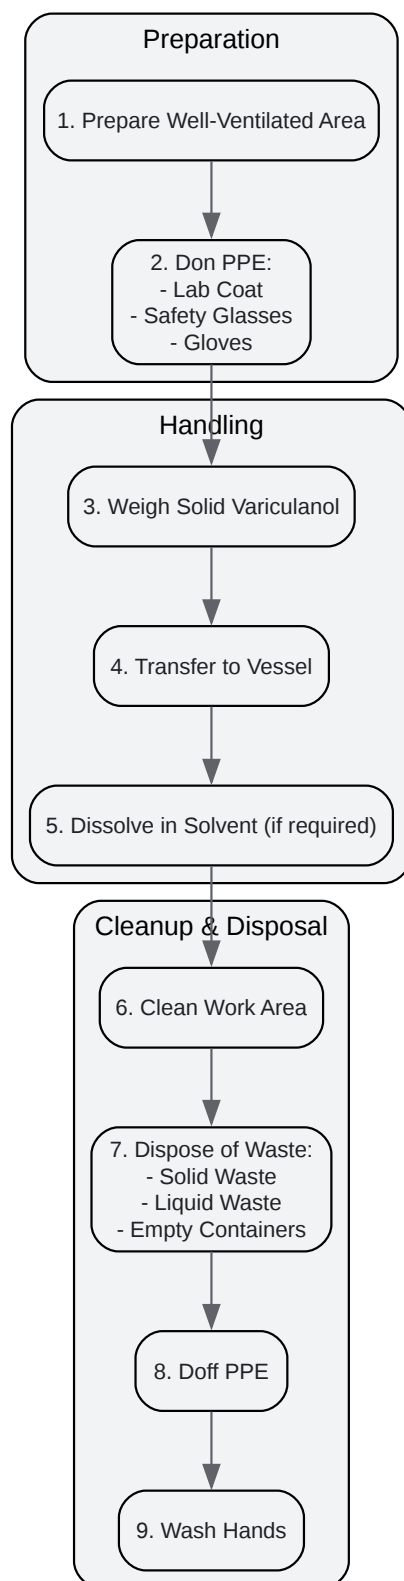 Preparation
1. Prepare Well-Ventilated Area
2. Don PPE:
- Lab Coat
- Safety Glasses
- Gloves
Handling
3. Weigh Solid Variculanol
4. Transfer to Vessel
5. Dissolve in Solvent (if required)
Cleanup & Disposal
6. Clean Work Area
7. Dispose of Waste:
- Solid Waste
- Liquid Waste
- Empty Containers
8. Doff PPE
9. Wash Hands